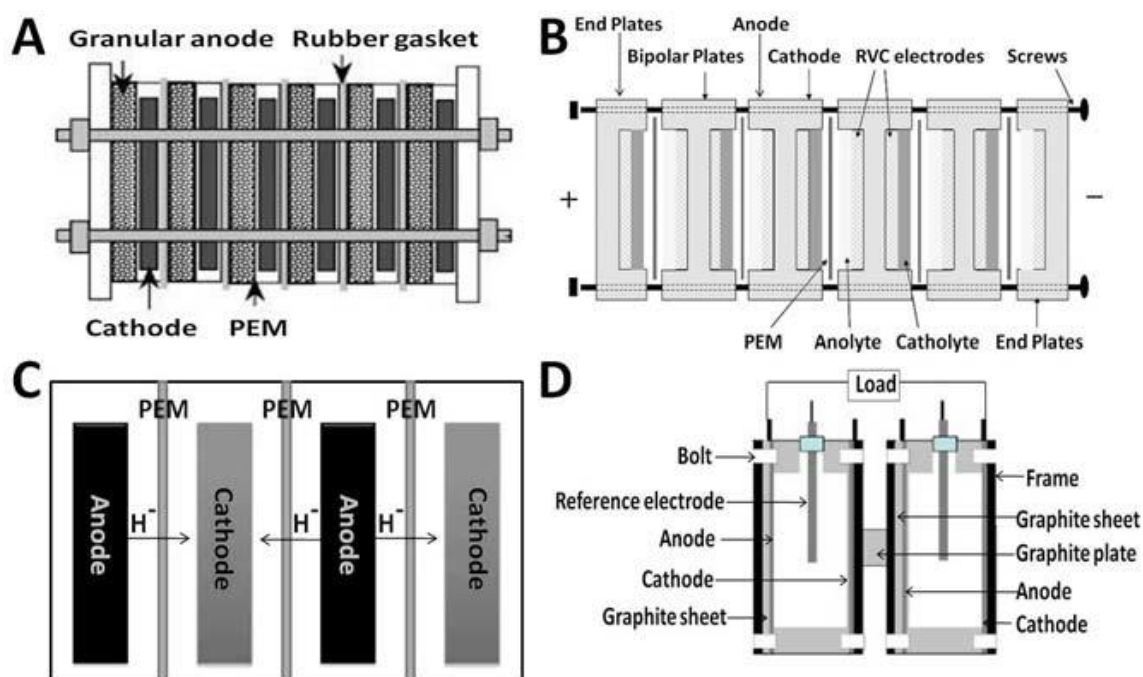 A
Granular anode
Rubber gasket
Cathode
PEM
B
End Plates
Anode
Bipolar Plates
Cathode
RVC electrodes
Screws
+
−
PEM
Anolyte
Catholyte
End Plates
C
PEM
PEM
PEM
Anode
H-
Cathode
H-
Anode
H-
Cathode
D
Load
Bolt
Reference electrode
Anode
Cathode
Graphite sheet
Frame
Graphite sheet
Graphite plate
Anode
Cathode